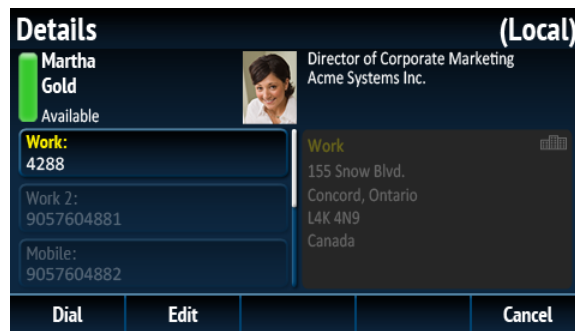 Details
(Local)
Martha
Gold
Available
Director of Corporate Marketing
Acme Systems Inc.
Work:
4288
Work 2:
9057604881
Mobile:
9057604882
Work
155 Snow Blvd.
Concord, Ontario
L4K 4N9
Canada
Dial
Edit
Cancel